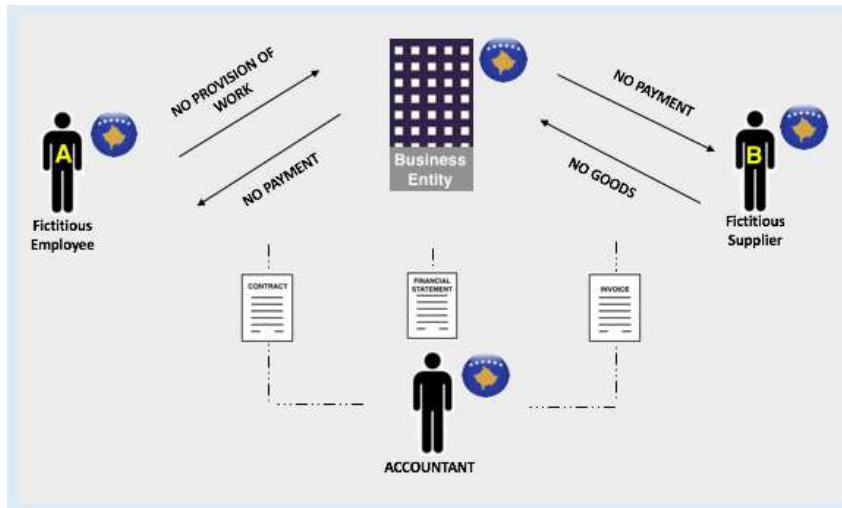 NO PROVISION OF
WORK
NO PAYMENT
A
Fictitious
Employee
Business
Entity
NO PAYMENT
NO GOODS
B
Fictitious
Supplier
CONTRACT
FINANCIAL
STATEMENT
INVOICE
ACCOUNTANT